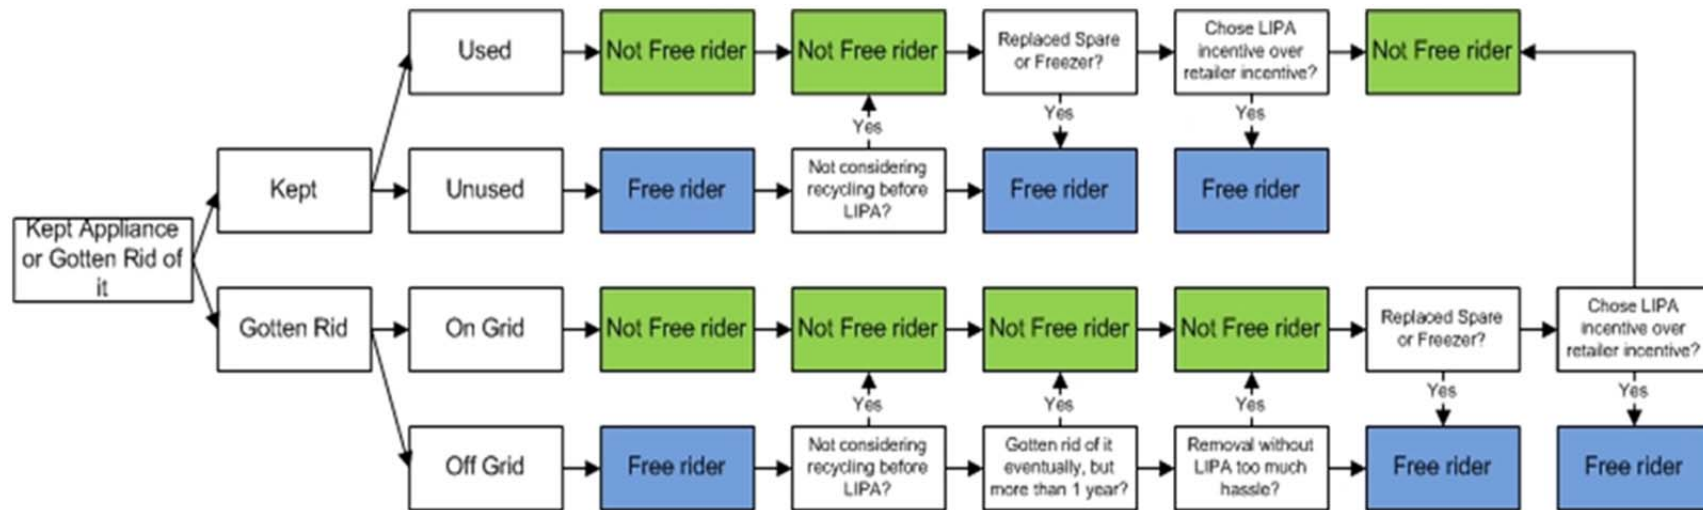 Used
Not Free rider
Not Free rider
Replaced Spare
or Freezer?
Chose LIPA
incentive over
retailer incentive?
Not Free rider
Yes
Yes
Yes
Kept
Unused
Free rider
Not considering
recycling before
LIPA?
Free rider
Free rider
Kept Appliance
or Gotten Rid of
it
Gotten Rid
On Grid
Not Free rider
Not Free rider
Not Free rider
Not Free rider
Replaced Spare
or Freezer?
Chose LIPA
incentive over
retailer incentive?
Yes
Yes
Yes
Yes
Yes
Off Grid
Free rider
Not considering
recycling before
LIPA?
Gotten rid of it
eventually, but
more than 1 year?
Removal without
LIPA too much
hassle?
Free rider
Free rider